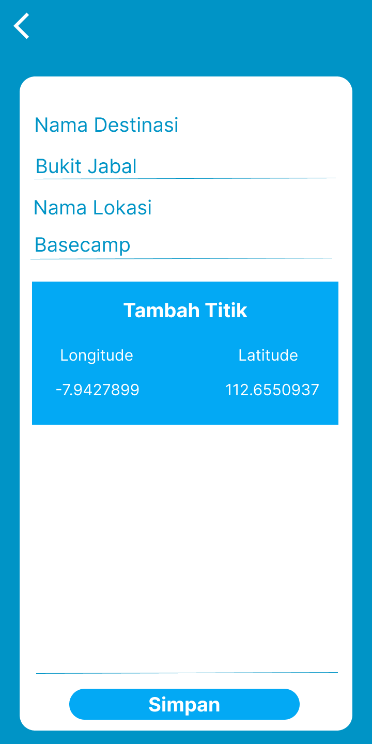 Nama Destinasi
Bukit Jabal
Nama Lokasi
Basecamp
Tambah Titik
Longitude Latitude
-7.9427899 112.6550937
Simpan